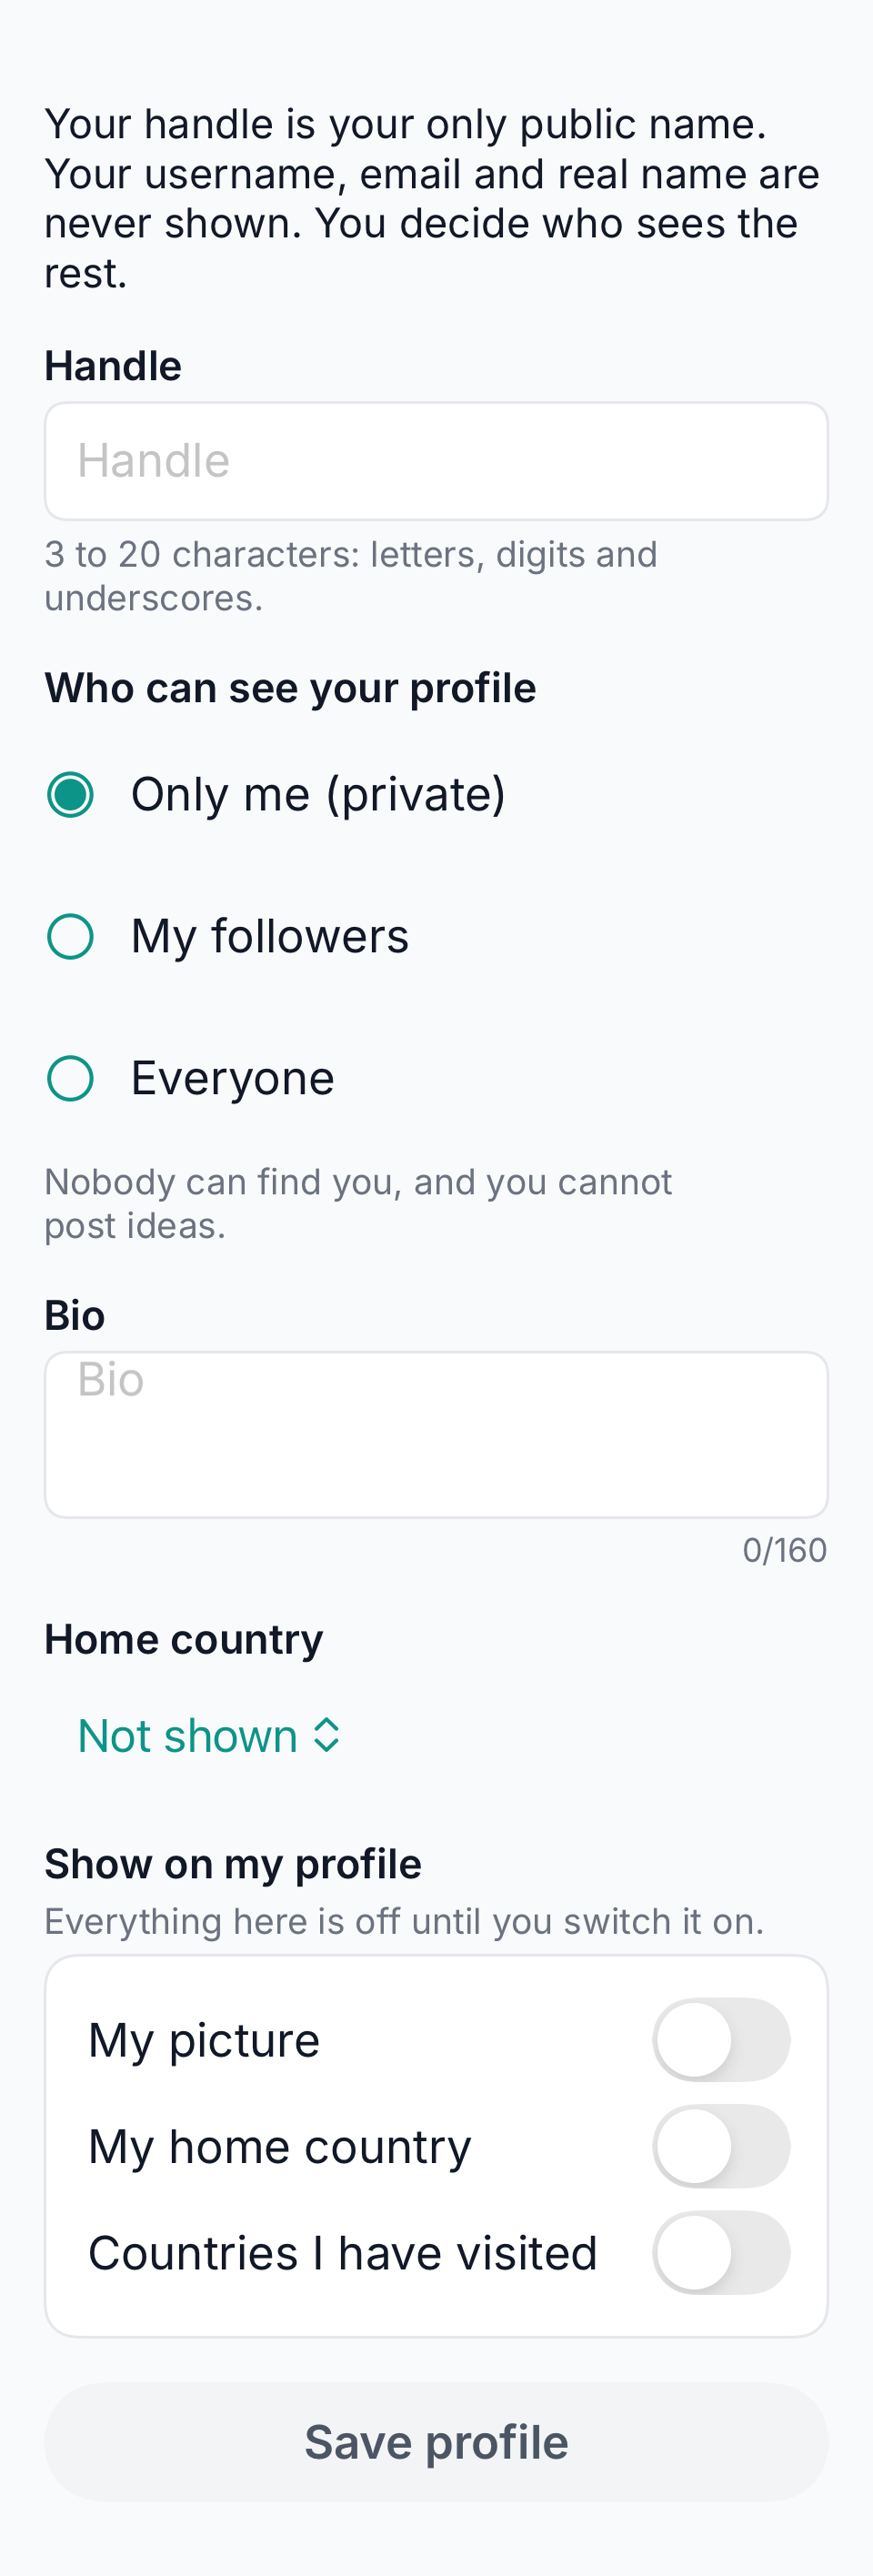 Your handle is your only public name.
Your username, email and real name are
never shown. You decide who sees the
rest.
Handle
Handle
3 to 20 characters: letters, digits and
underscores.
Who can see your profile
Only me (private)
My followers
Everyone
Nobody can find you, and you cannot
post ideas.
Bio
Bio
0/160
Home country
Not shown
Show on my profile
Everything here is off until you switch it on.
My picture
My home country
Countries I have visited
Save profile